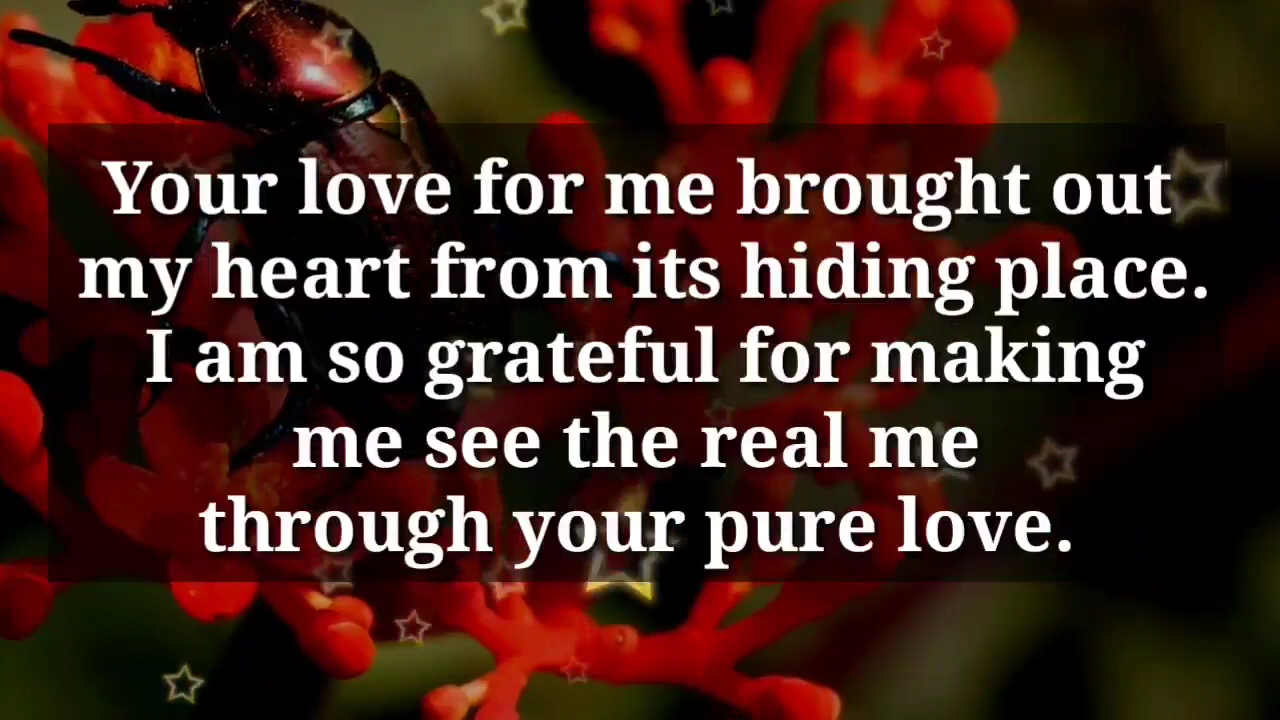 Your love for me brought out
my heart from its hiding place.
I am so grateful for making
me see the real me
through your pure love.